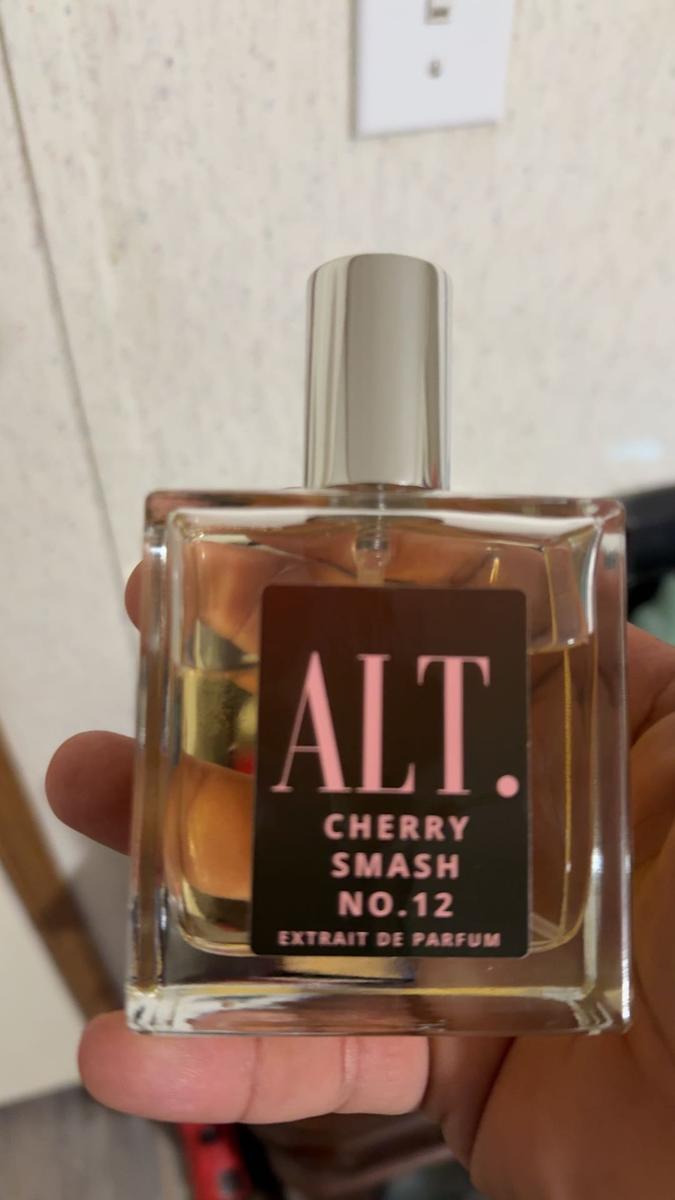 ALT.
CHERRY
SMASH
NO.12
EXTRAIT DE PARFUM